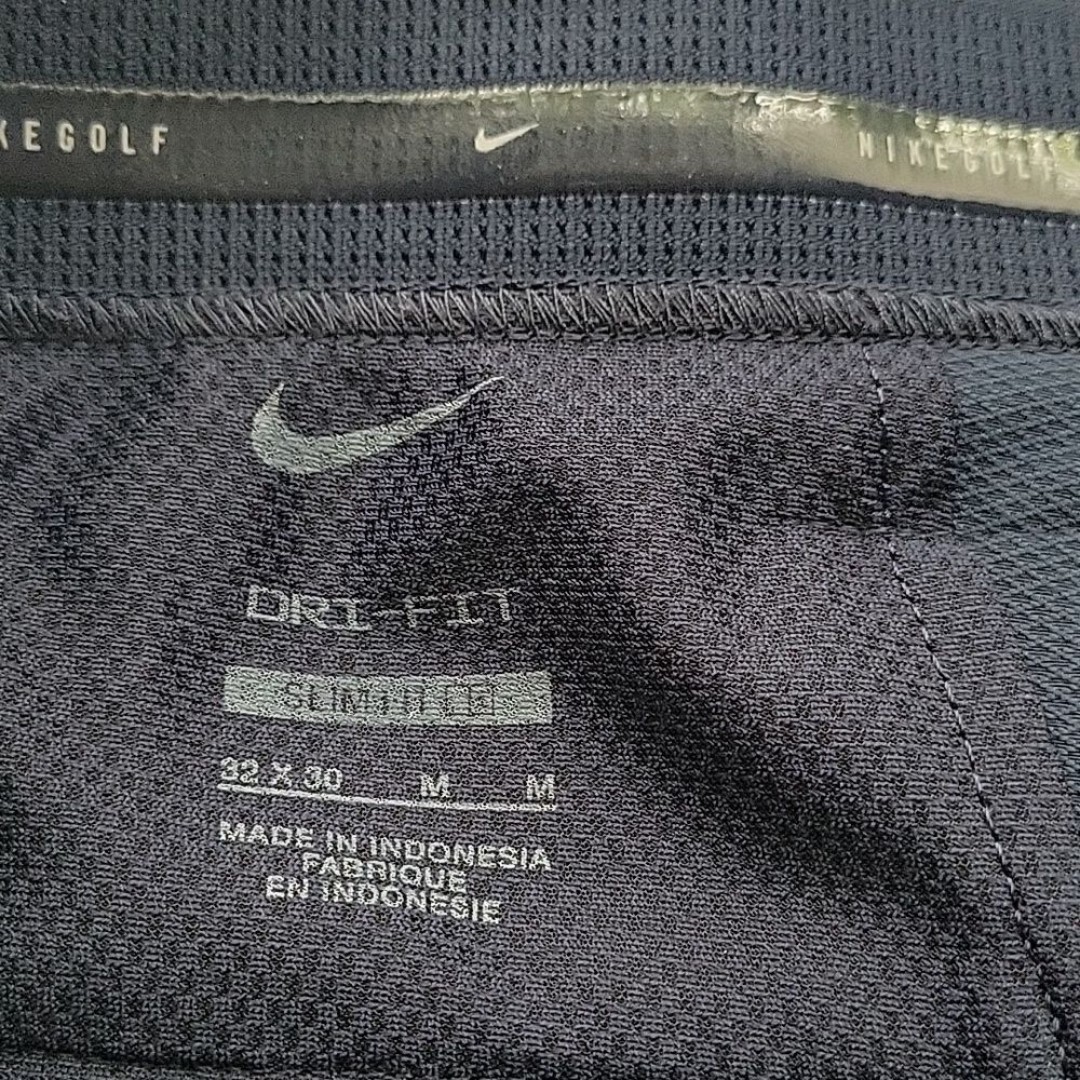 KEGOLF NIKEGOLF
DRI-FIT
SLIM FIT
32 X 30 M M
MADE IN INDONESIA
FABRIQUE
EN INDONESIE